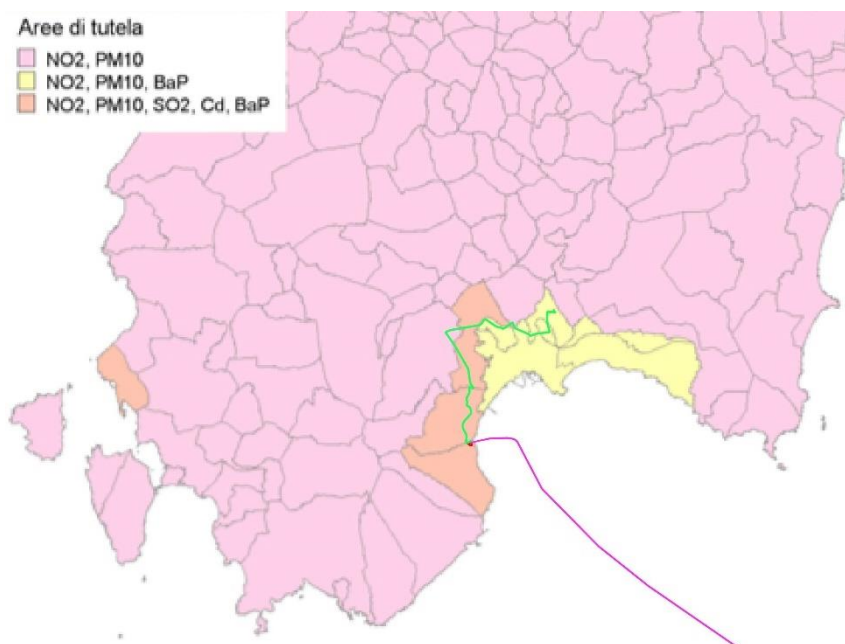 Aree di tutela
NO2, PM10
NO2, PM10, BaP
NO2, PM10, SO2, Cd, BaP